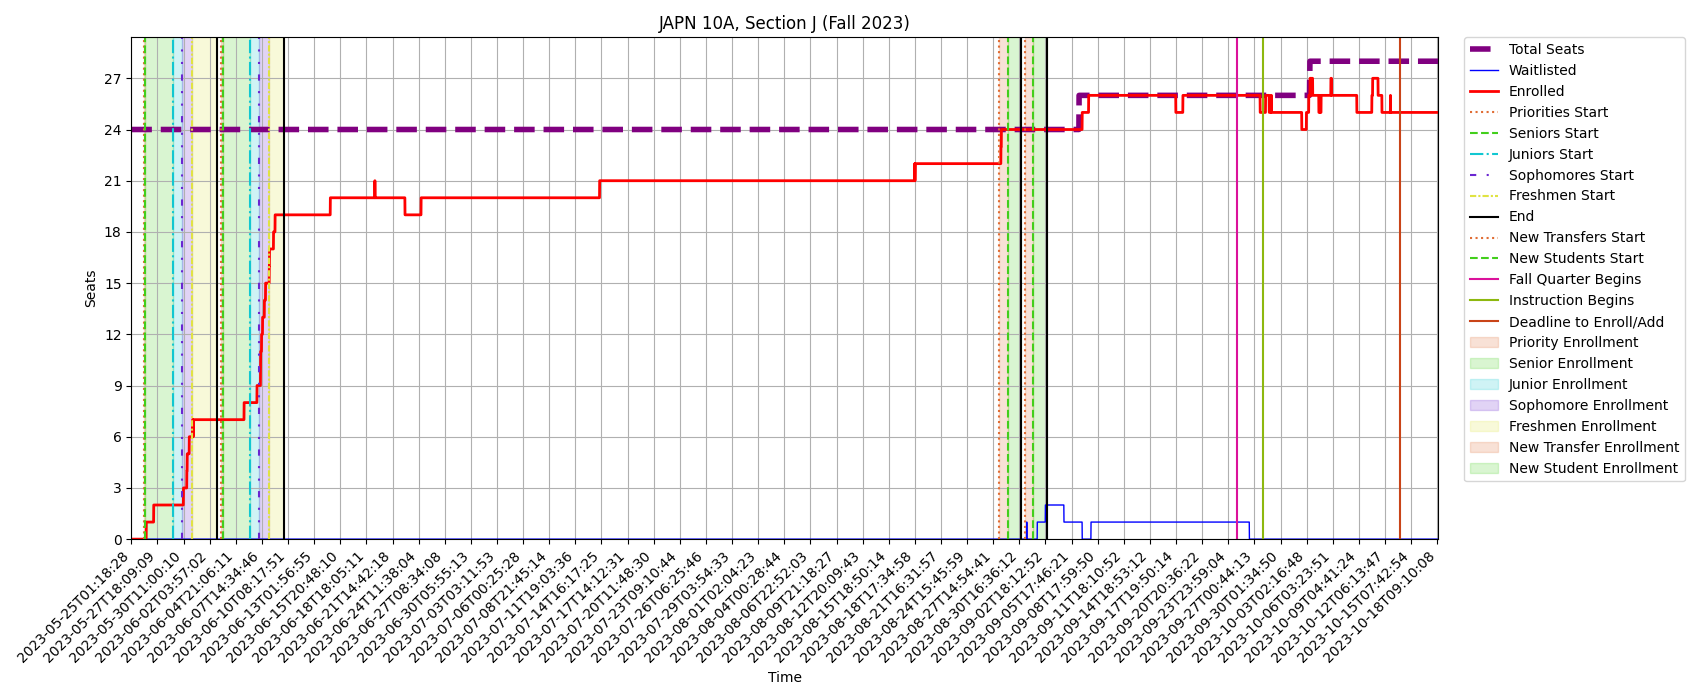 JAPN 10A, Section J (Fall 2023)
Seats
27
24
21
18
15
12
9
6
3
0
2023-05-25T01:18:28
2023-05-27T18:09:09
2023-05-30T11:00:10
2023-06-02T03:57:02
2023-06-04T21:06:11
2023-06-07T14:34:46
2023-06-10T08:17:51
2023-06-13T01:56:55
2023-06-15T20:48:10
2023-06-18T18:05:11
2023-06-21T14:42:18
2023-06-24T11:38:04
2023-06-27T08:34:08
2023-06-30T05:55:13
2023-07-03T03:11:53
2023-07-06T00:25:28
2023-07-08T21:45:14
2023-07-11T19:03:36
2023-07-14T16:17:25
2023-07-17T14:12:31
2023-07-20T11:48:30
2023-07-23T09:10:44
2023-07-26T06:25:46
2023-07-29T03:54:33
2023-08-01T02:04:23
2023-08-04T00:28:44
2023-08-06T22:52:03
2023-08-09T21:18:27
2023-08-12T20:09:43
2023-08-15T18:50:14
2023-08-18T17:34:58
2023-08-21T16:31:57
2023-08-24T15:45:59
2023-08-27T14:54:41
2023-08-30T16:36:12
2023-09-02T18:12:52
2023-09-05T17:46:21
2023-09-08T17:59:50
2023-09-11T18:10:52
2023-09-14T18:53:12
2023-09-17T19:50:14
2023-09-20T20:36:22
2023-09-23T23:59:04
2023-09-27T00:44:13
2023-09-30T01:34:50
2023-10-03T02:16:48
2023-10-06T03:23:51
2023-10-09T04:41:24
2023-10-12T06:13:47
2023-10-15T07:42:54
2023-10-18T09:10:08
Time
Total Seats
Waitlisted
Enrolled
Priorities Start
Seniors Start
Juniors Start
Sophomores Start
Freshmen Start
End
New Transfers Start
New Students Start
Fall Quarter Begins
Instruction Begins
Deadline to Enroll/Add
Priority Enrollment
Senior Enrollment
Junior Enrollment
Sophomore Enrollment
Freshmen Enrollment
New Transfer Enrollment
New Student Enrollment